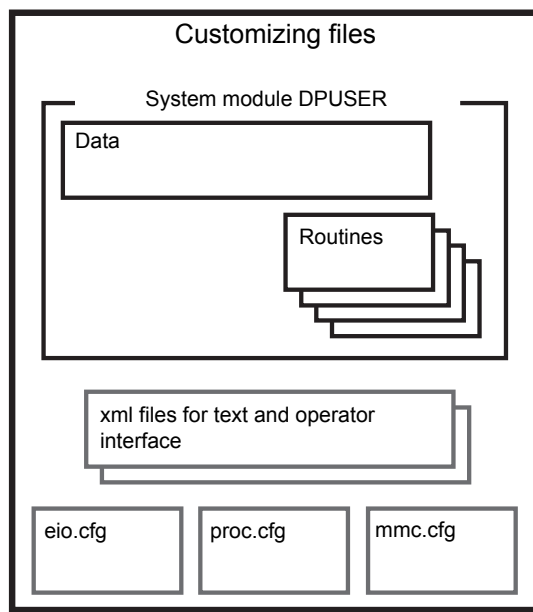 Customizing files
System module DPUSER
Data
Routines
xml files for text and operator
interface
eio.cfg
proc.cfg
mmc.cfg